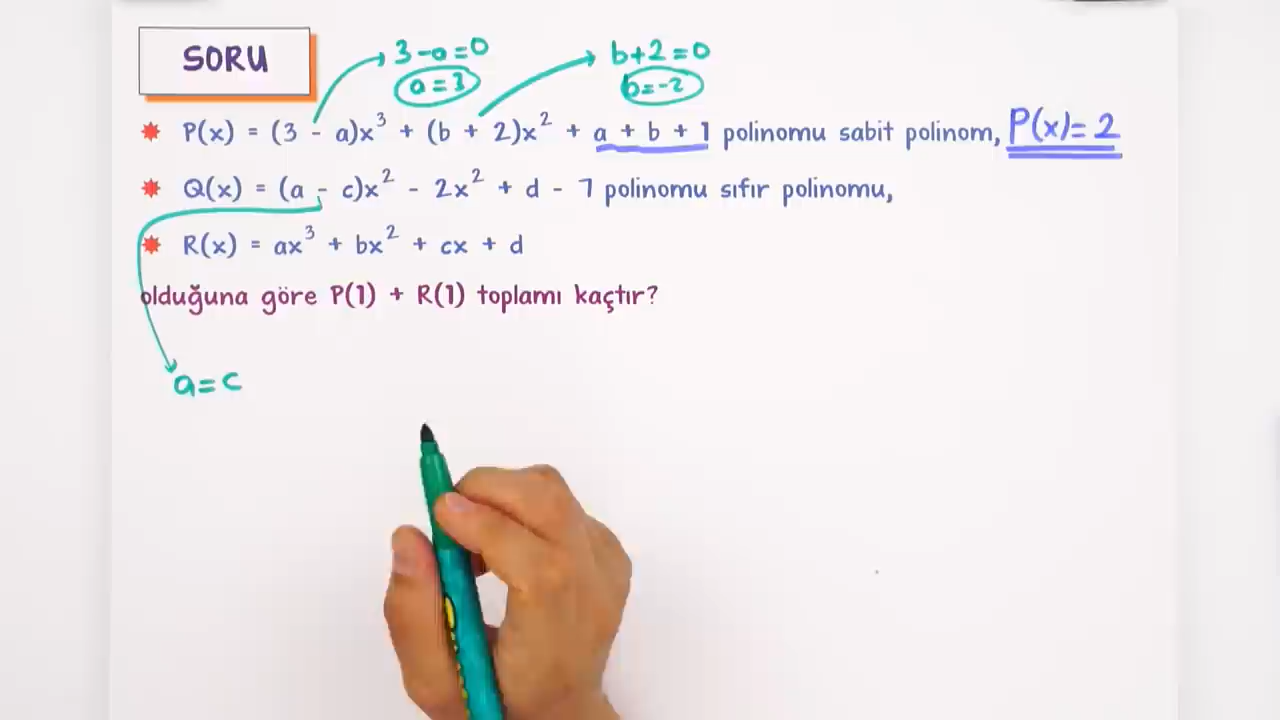 SORU
3-a=0
a=3
b+2=0
b=-2
P(x) = (3 - a)x³ + (b + 2)x² + a + b + 1 polinomu sabit polinom, P(x)=2
Q(x) = (a - c)x² - 2x² + d - 7 polinomu sıfır polinomu,
R(x) = ax³ + bx² + cx + d
olduğuna göre P(1) + R(1) toplamı kaçtır?
a=c